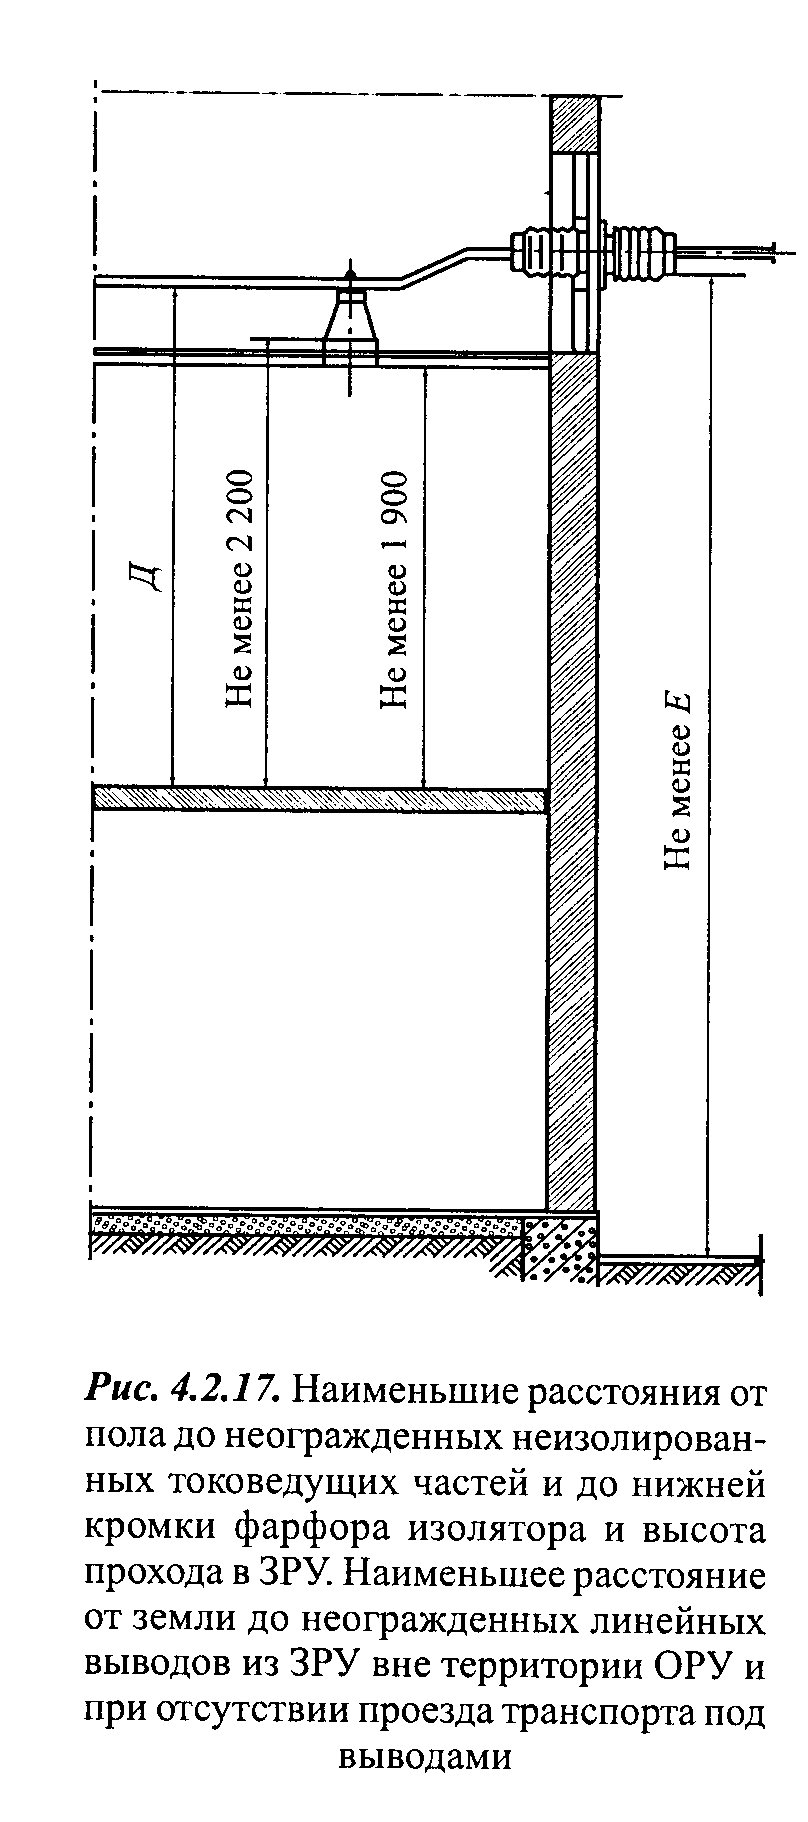 Д
Не менее 2 200
Не менее 1 900
Не менее Е
Рис. 4.2.17. Наименьшие расстояния от
пола до неогражденных неизолирован-
ных токоведущих частей и до нижней
кромки фарфора изолятора и высота
прохода в ЗРУ. Наименьшее расстояние
от земли до неогражденных линейных
выводов из ЗРУ вне территории ОРУ и
при отсутствии проезда транспорта под
выводами